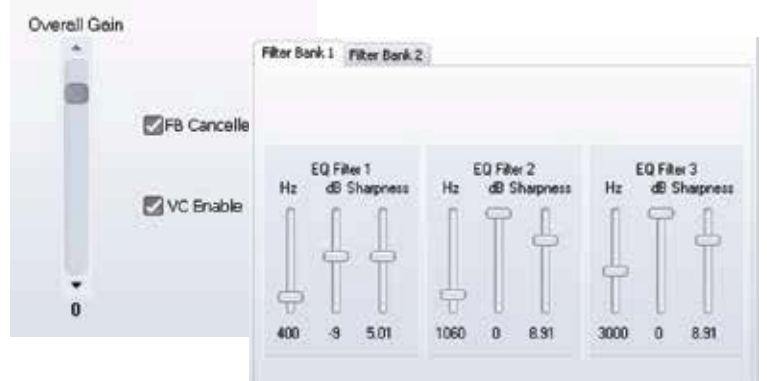 Overall Gain
FB Cancelle
VC Enable
0
Filter Bank 1 Filter Bank 2
EQ Filter 1
Hz dB Sharpness
400 -9 5.01
EQ Filter 2
Hz dB Sharpness
1060 0 8.91
EQ Filter 3
Hz dB Sharpness
3000 0 8.91